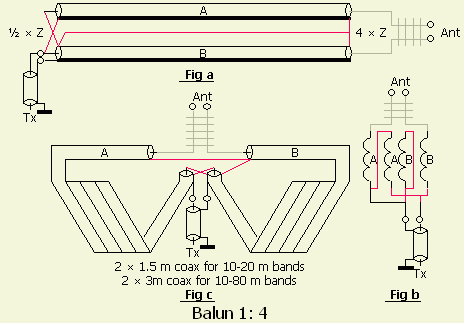 A
½ × Z
4 × Z
Ant
B
Tx
Fig a
Ant
Ant
A
B
A
A
B
B
Tx
Tx
2 × 1.5 m coax for 10-20 m bands
2 × 3m coax for 10-80 m bands
Fig c
Fig b
Balun 1: 4